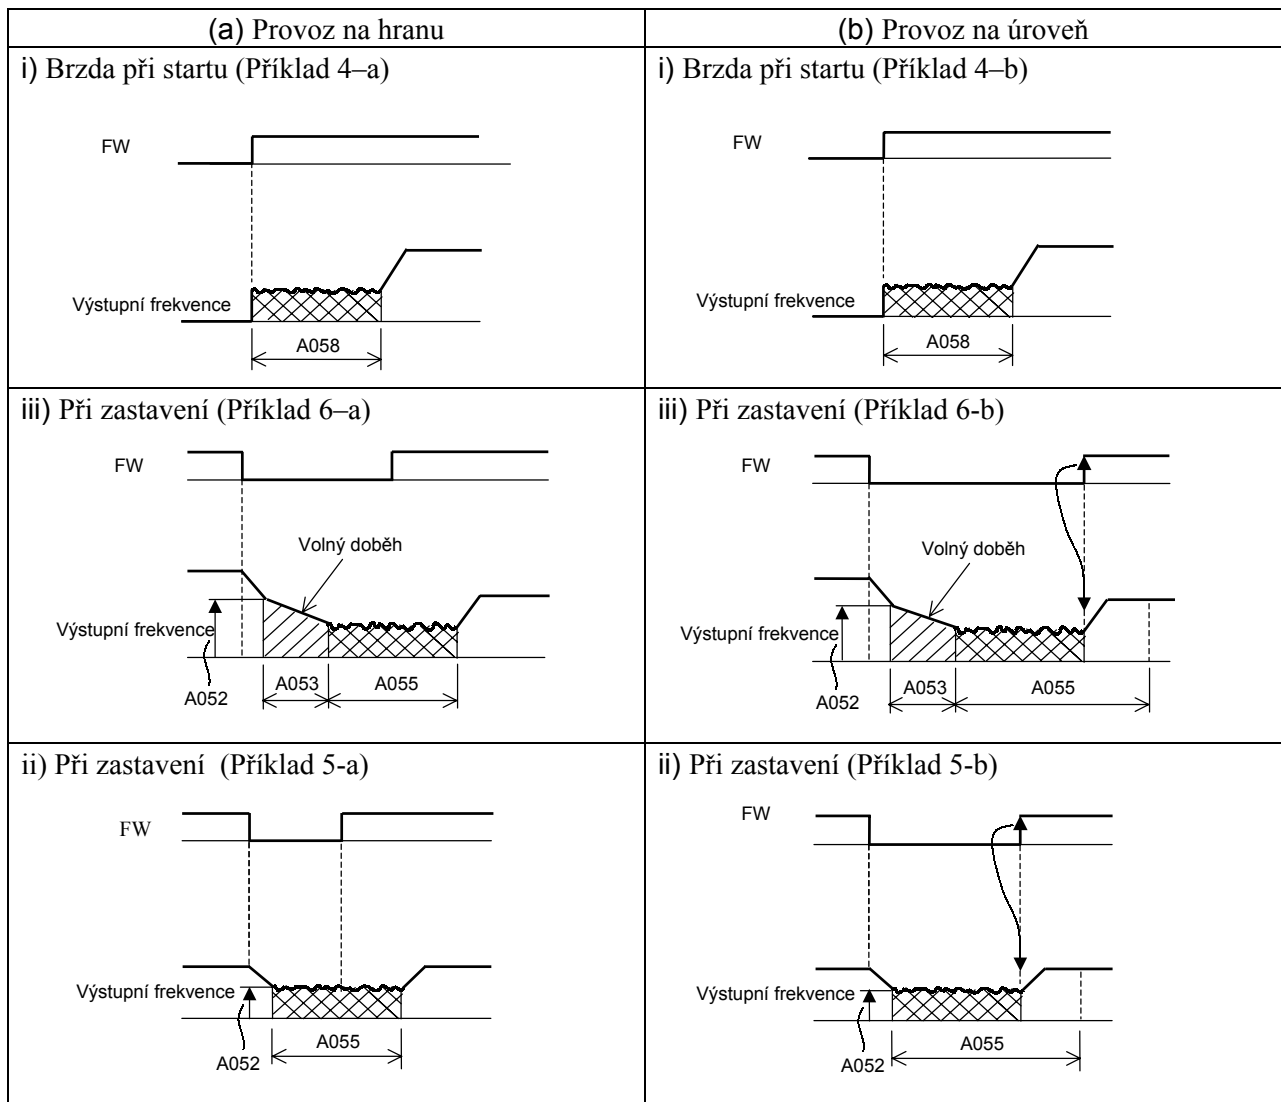 (a) Provoz na hranu
(b) Provoz na úroveň
i) Brzda při startu (Příklad 4–a)
FW
Výstupní frekvence
A058
i) Brzda při startu (Příklad 4–b)
FW
Výstupní frekvence
A058
iii) Při zastavení (Příklad 6–a)
FW
Volný doběh
Výstupní frekvence
A053
A055
A052
iii) Při zastavení (Příklad 6-b)
FW
Volný doběh
Výstupní frekvence
A053
A055
A052
ii) Při zastavení (Příklad 5-a)
FW
Výstupní frekvence
A055
A052
ii) Při zastavení (Příklad 5-b)
FW
Výstupní frekvence
A055
A052